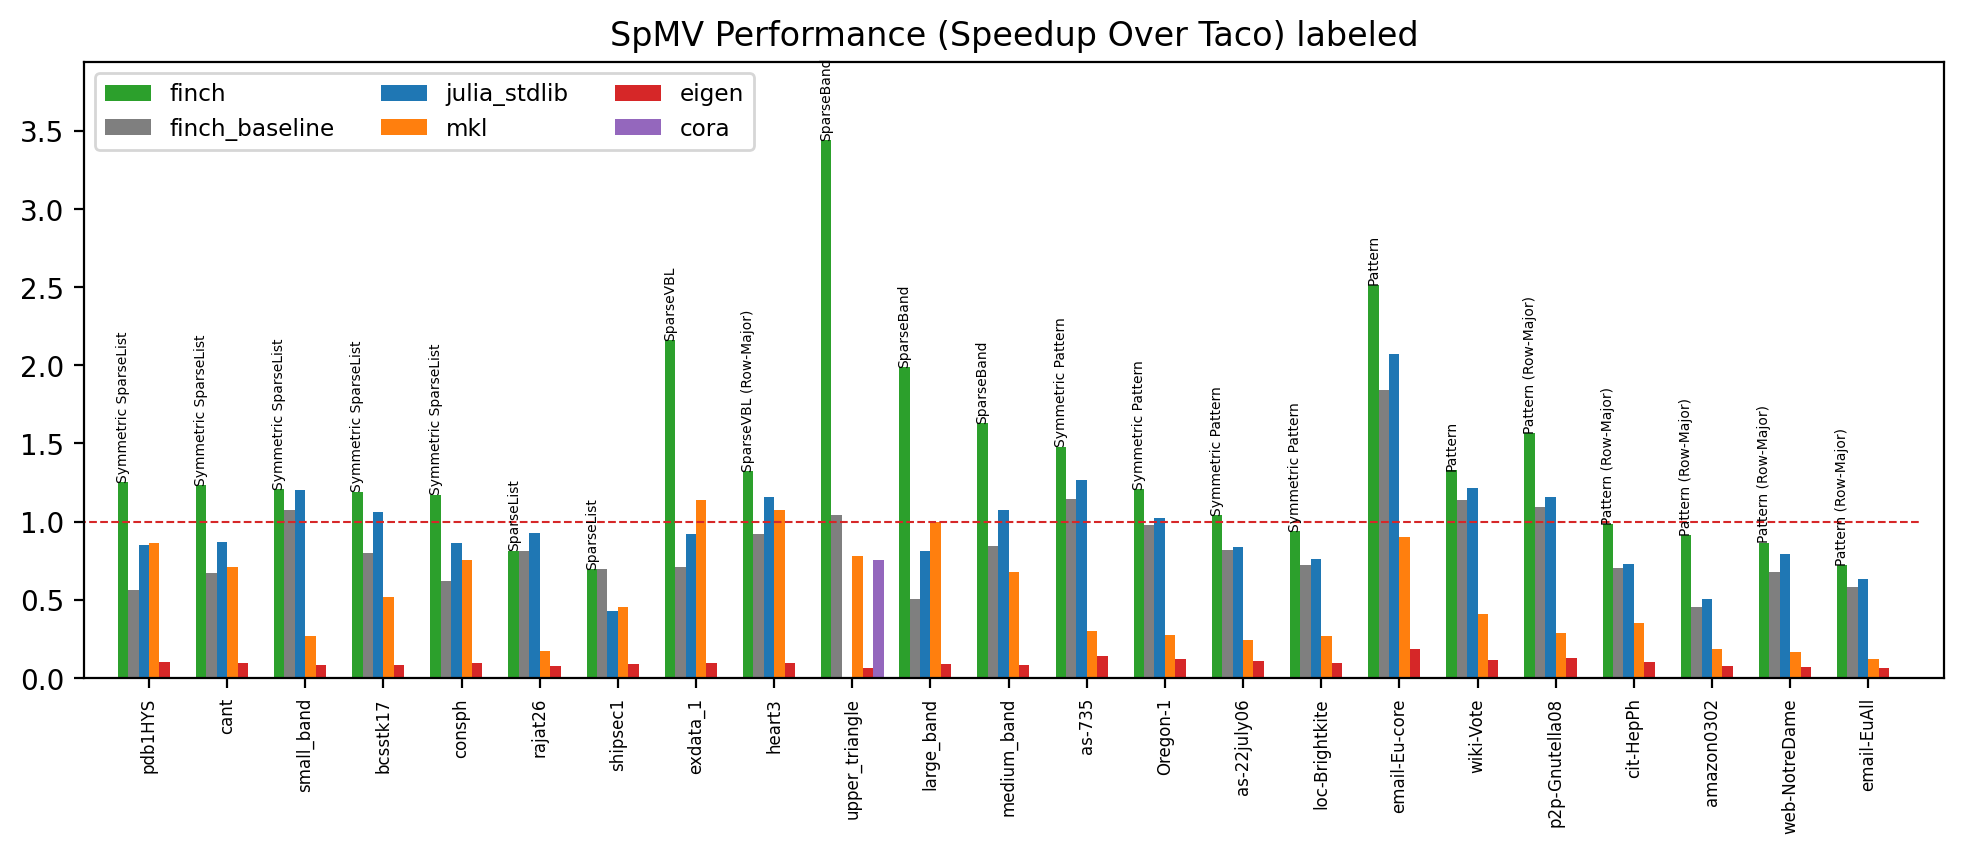 SpMV Performance (Speedup Over Taco) labeled
finch
finch_baseline
julia_stdlib
mkl
eigen
cora
3.5
3.0
2.5
2.0
1.5
1.0
0.5
0.0
Symmetric SparseList
Symmetric SparseList
Symmetric SparseList
Symmetric SparseList
Symmetric SparseList
SparseList
SparseList
SparseVBL
SparseVBL (Row-Major)
SparseBand
SparseBand
SparseBand
Symmetric Pattern
Symmetric Pattern
Symmetric Pattern
Symmetric Pattern
Pattern
Pattern
Pattern (Row-Major)
Pattern (Row-Major)
Pattern (Row-Major)
Pattern (Row-Major)
Pattern (Row-Major)
pdb1HYS
cant
small_band
bcsstk17
consph
rajat26
shipsec1
exdata_1
heart3
upper_triangle
large_band
medium_band
as-735
Oregon-1
as-22july06
loc-Brightkite
email-Eu-core
wiki-Vote
p2p-Gnutella08
cit-HepPh
amazon0302
web-NotreDame
email-EuAll